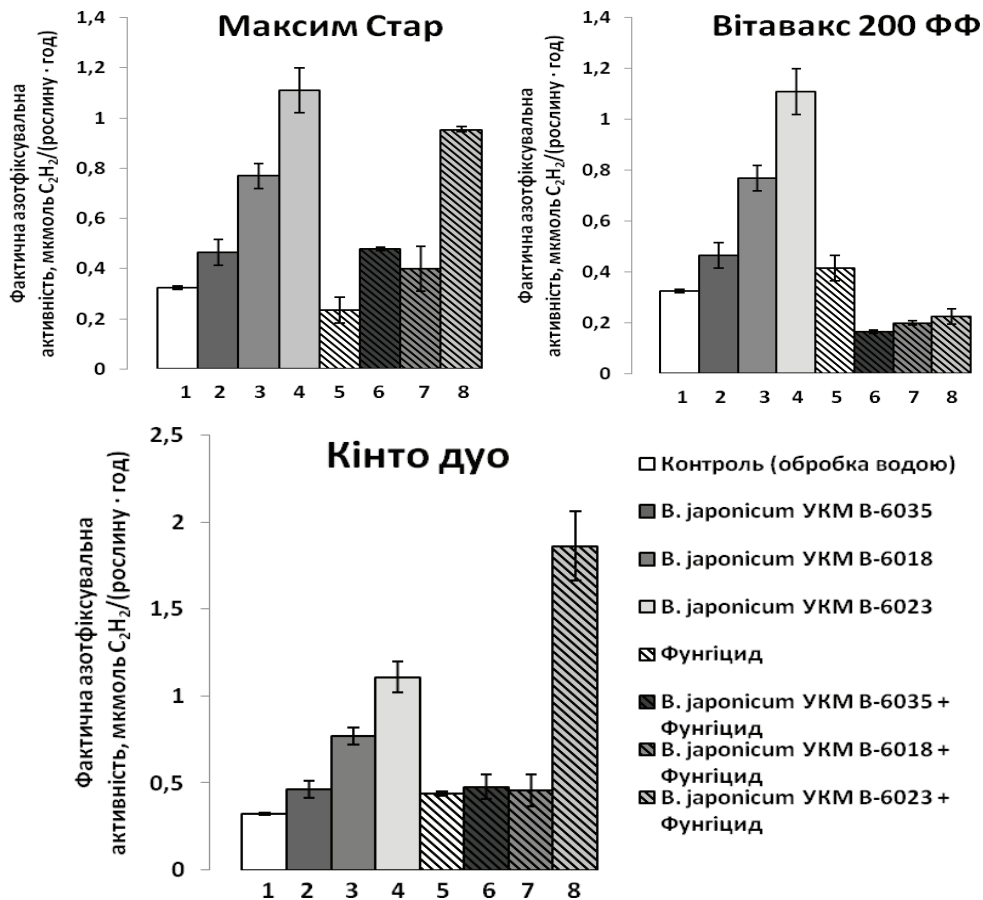 Максим Стар
Фактична азотфіксувальна
активність, мкмоль C₂H₂/(рослину · год)
1,4
1,2
1
0,8
0,6
0,4
0,2
0
1 2 3 4 5 6 7 8
Вітавакс 200 ФФ
Фактична азотфіксувальна
активність, мкмоль C₂H₂/(рослину · год)
1,4
1,2
1
0,8
0,6
0,4
0,2
0
1 2 3 4 5 6 7 8
Кінто дуо
Фактична азотфіксувальна
активність, мкмоль C₂H₂/(рослину · год)
2,5
2
1,5
1
0,5
0
1 2 3 4 5 6 7 8
Контроль (обробка водою)
B. japonicum УКМ В-6035
B. japonicum УКМ В-6018
B. japonicum УКМ В-6023
Фунгіцид
B. japonicum УКМ В-6035 +
Фунгіцид
B. japonicum УКМ В-6018 +
Фунгіцид
B. japonicum УКМ В-6023 +
Фунгіцид